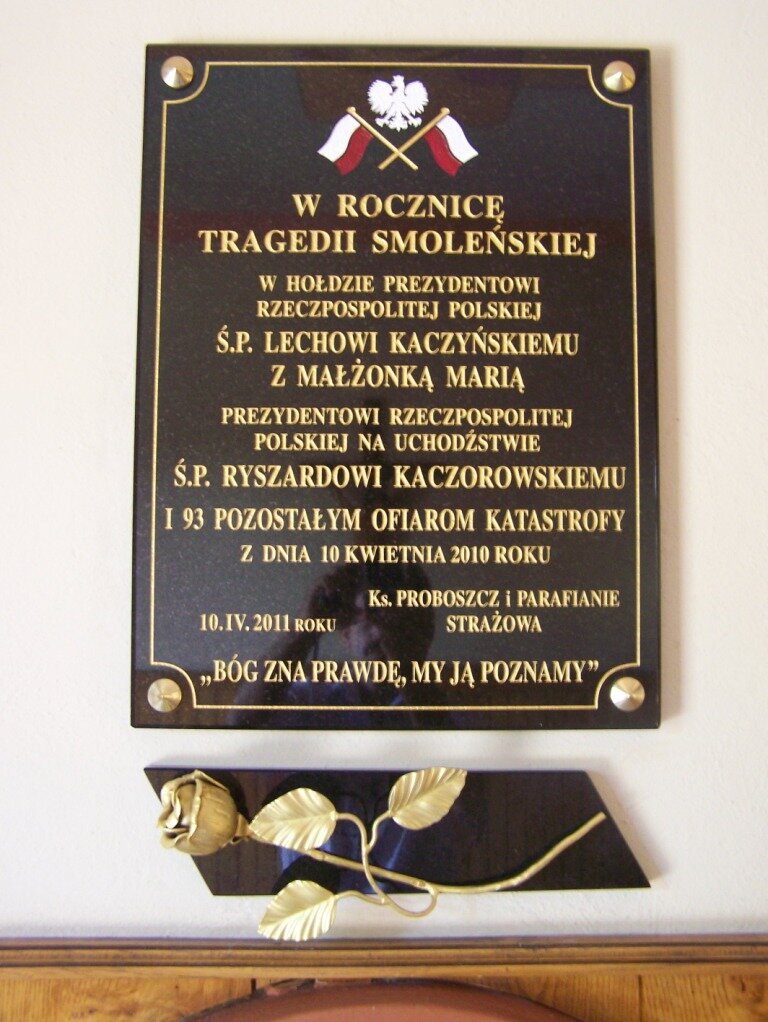 W ROCZNICĘ
TRAGEDII SMOLEŃSKIEJ
W HOŁDZIE PREZYDENTOWI
RZECZPOSPOLITEJ POLSKIEJ
Ś.P. LECHOWI KACZYŃSKIEMU
Z MAŁŻONKĄ MARIĄ
PREZYDENTOWI RZECZPOSPOLITEJ
POLSKIEJ NA UCHODŹSTWIE
Ś.P. RYSZARDOWI KACZOROWSKIEMU
I 93 POZOSTAŁYM OFIAROM KATASTROFY
Z DNIA 10 KWIETNIA 2010 ROKU
Ks. PROBOSZCZ i PARAFIANIE
10.IV.2011 ROKU STRAŻOWA
„BÓG ZNA PRAWDĘ, MY JĄ POZNAMY”